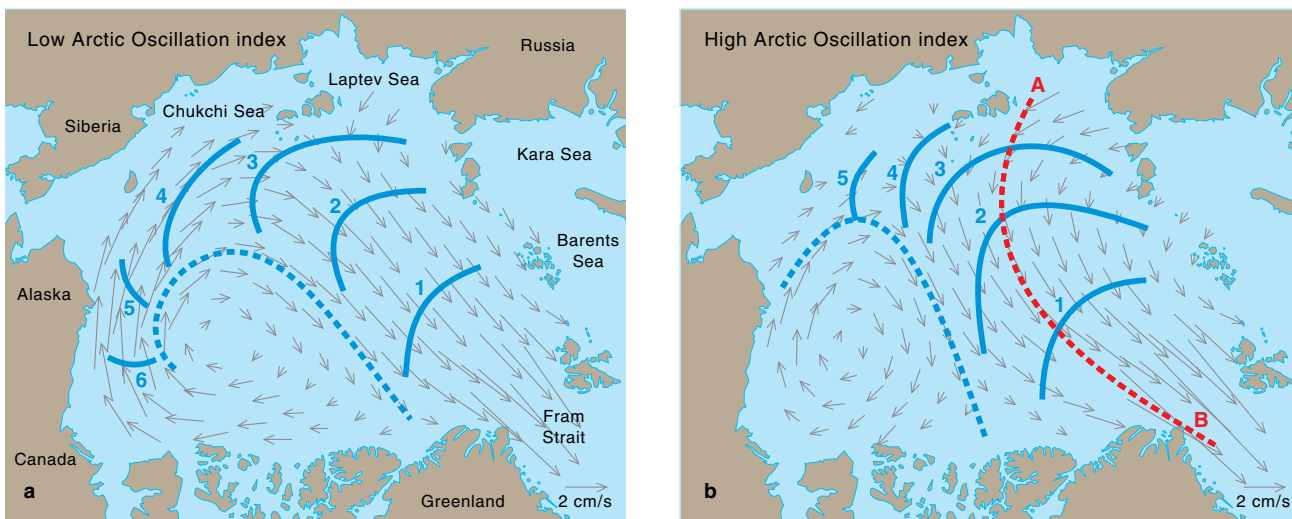 Low Arctic Oscillation index
Russia
Laptev Sea
Chukchi Sea
Siberia
Kara Sea
3
4
2
Barents
Sea
Alaska
1
5
6
Fram
Strait
Canada
Greenland
a
2 cm/s
High Arctic Oscillation index
A
3
4
5
2
1
B
b
2 cm/s